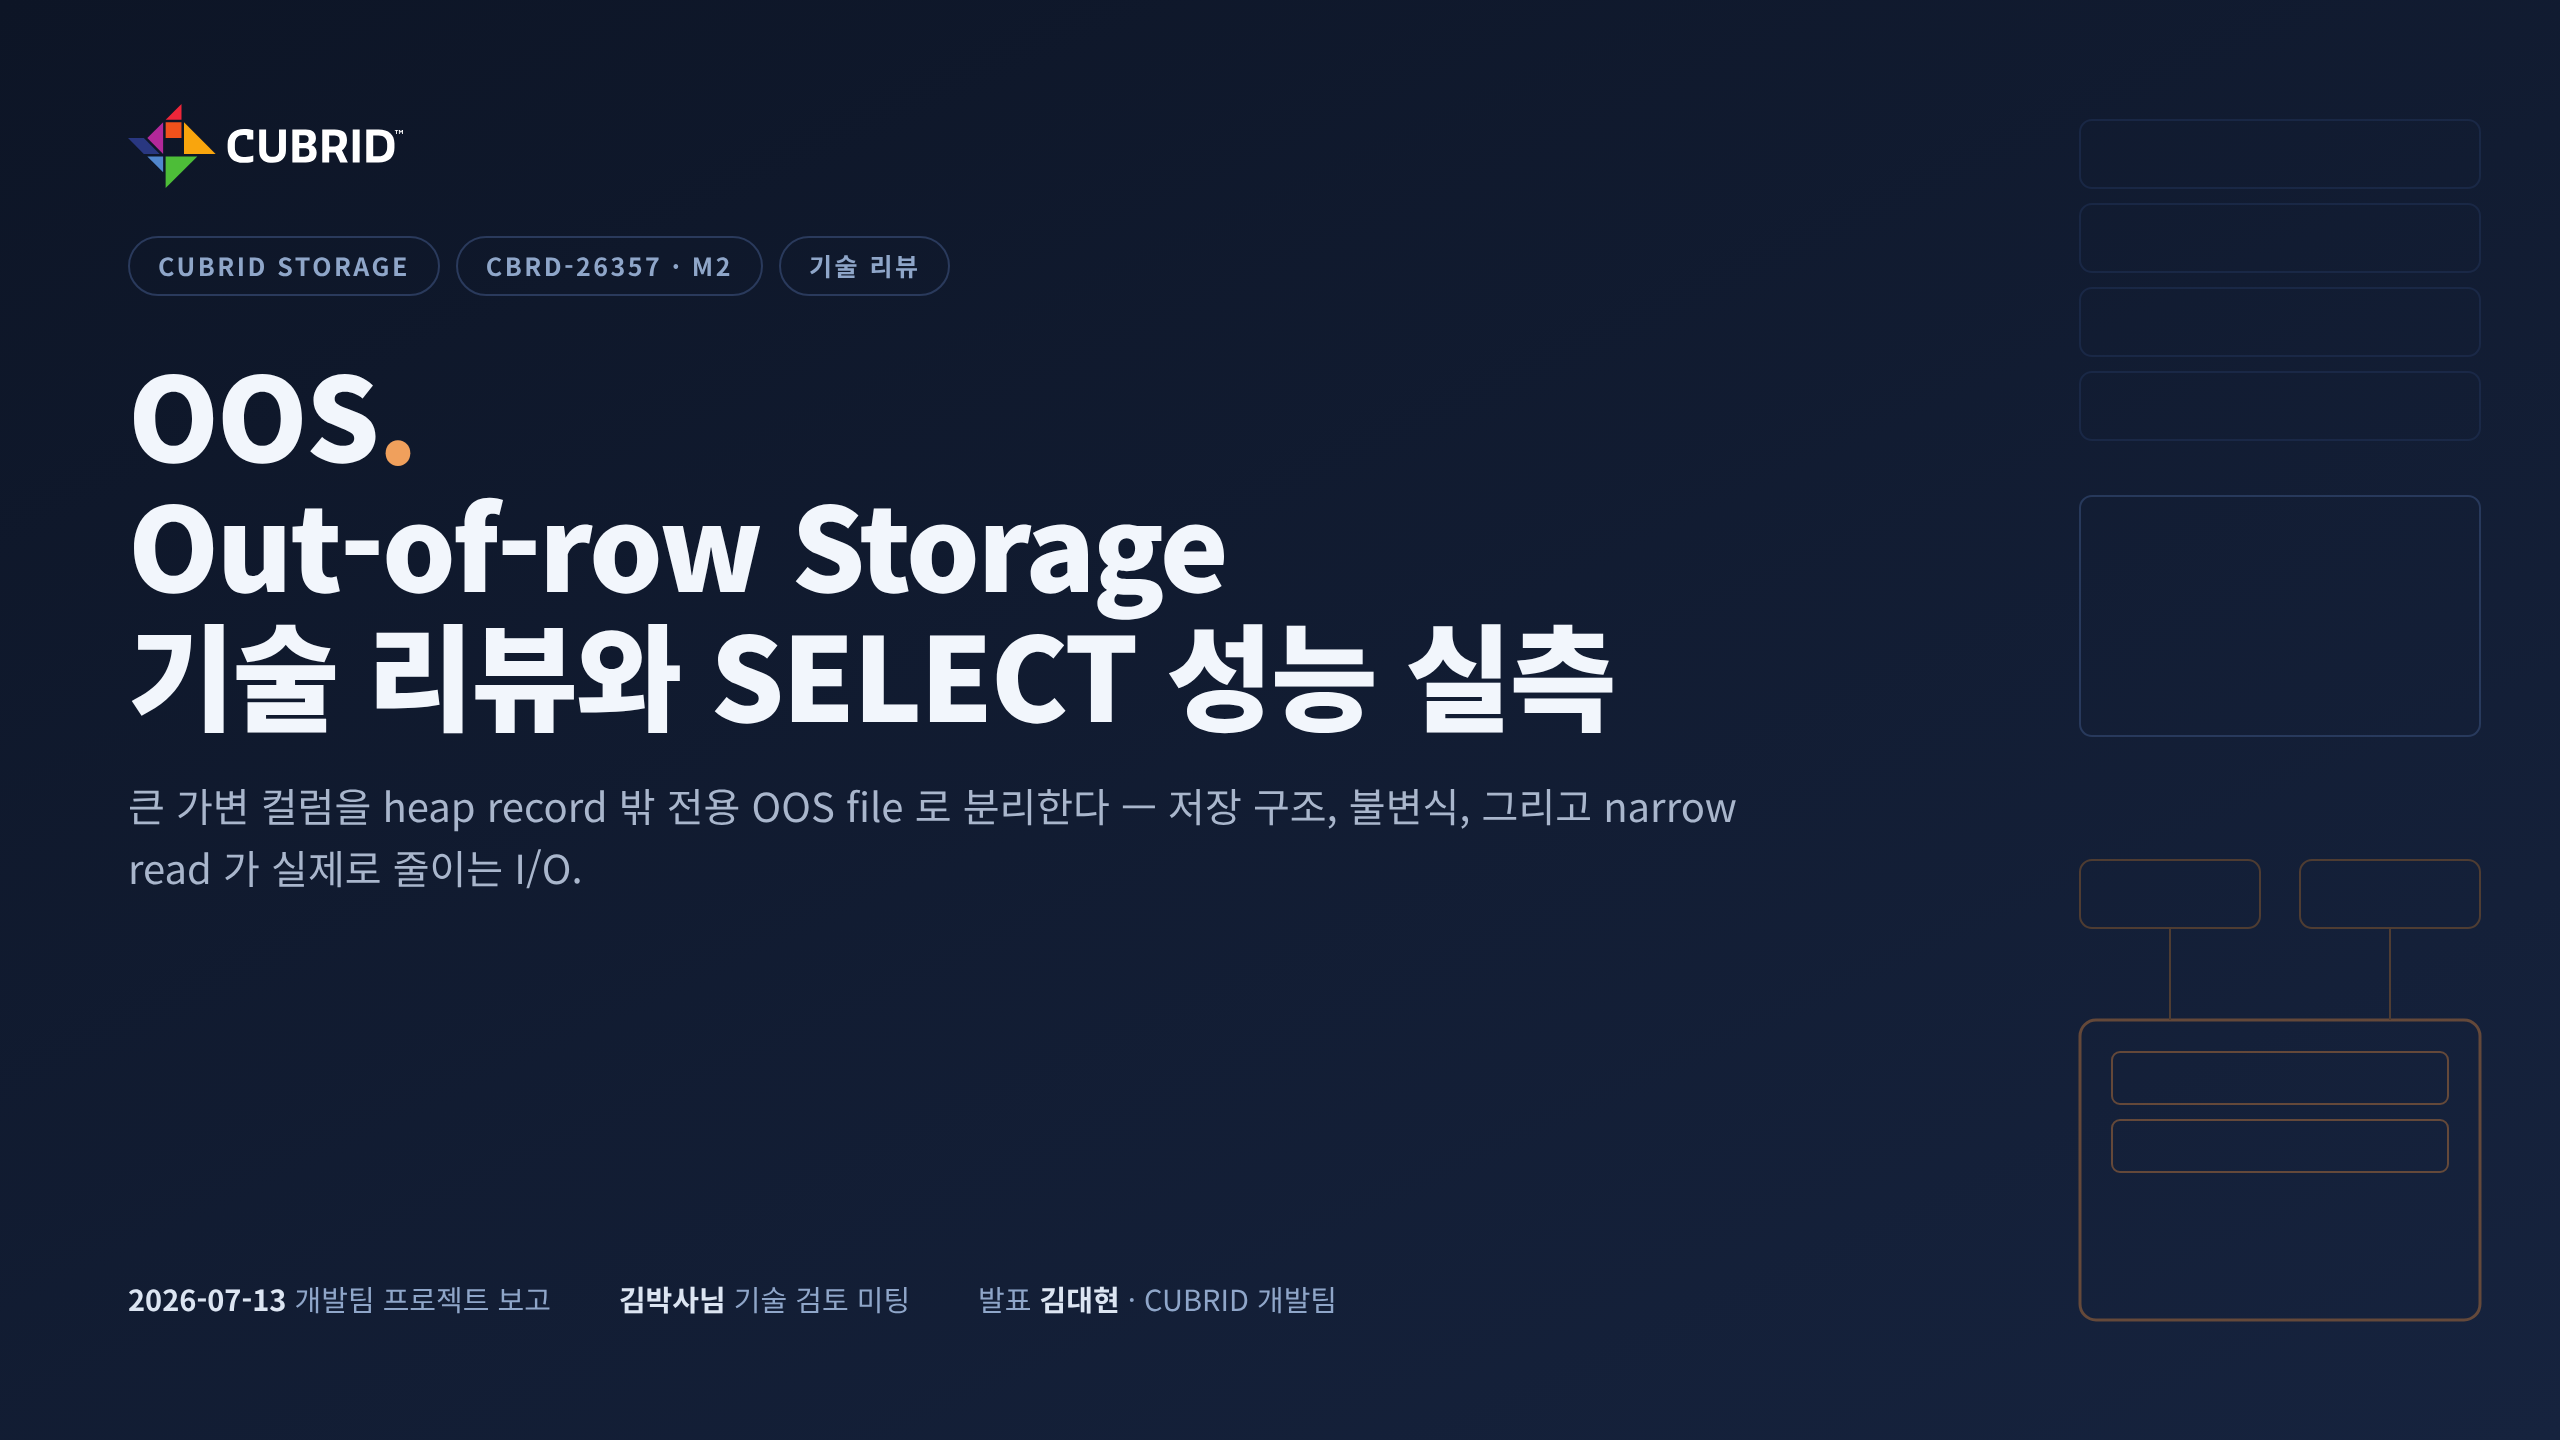 CUBRID™
CUBRID STORAGE
CBRD-26357 · M2
기술 리뷰
OOS.
Out-of-row Storage
기술 리뷰와 SELECT 성능 실측
큰 가변 컬럼을 heap record 밖 전용 OOS file 로 분리한다 — 저장 구조, 불변식, 그리고 narrow
read 가 실제로 줄이는 I/O.
2026-07-13 개발팀 프로젝트 보고
김박사님 기술 검토 미팅
발표 김대현 · CUBRID 개발팀